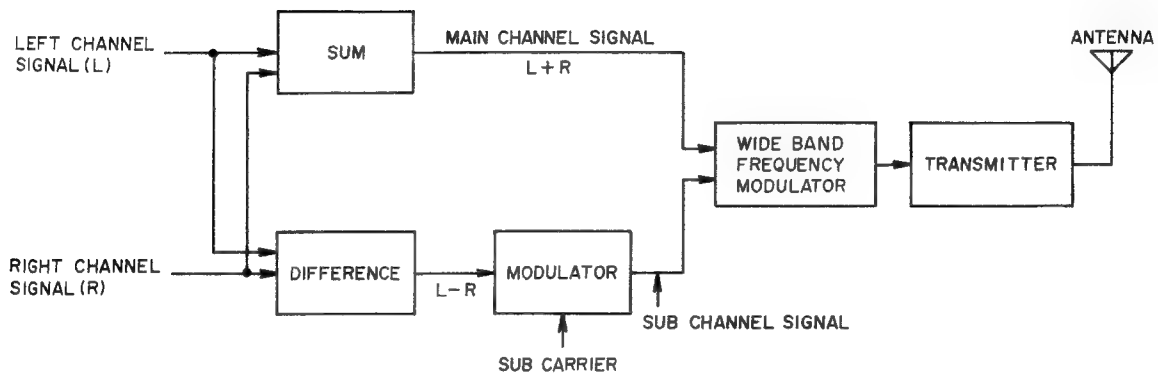 LEFT CHANNEL
SIGNAL (L)
SUM
MAIN CHANNEL SIGNAL
L+R
ANTENNA
WIDE BAND
FREQUENCY
MODULATOR
TRANSMITTER
RIGHT CHANNEL
SIGNAL (R)
DIFFERENCE
L-R
MODULATOR
SUB CHANNEL SIGNAL
SUB CARRIER